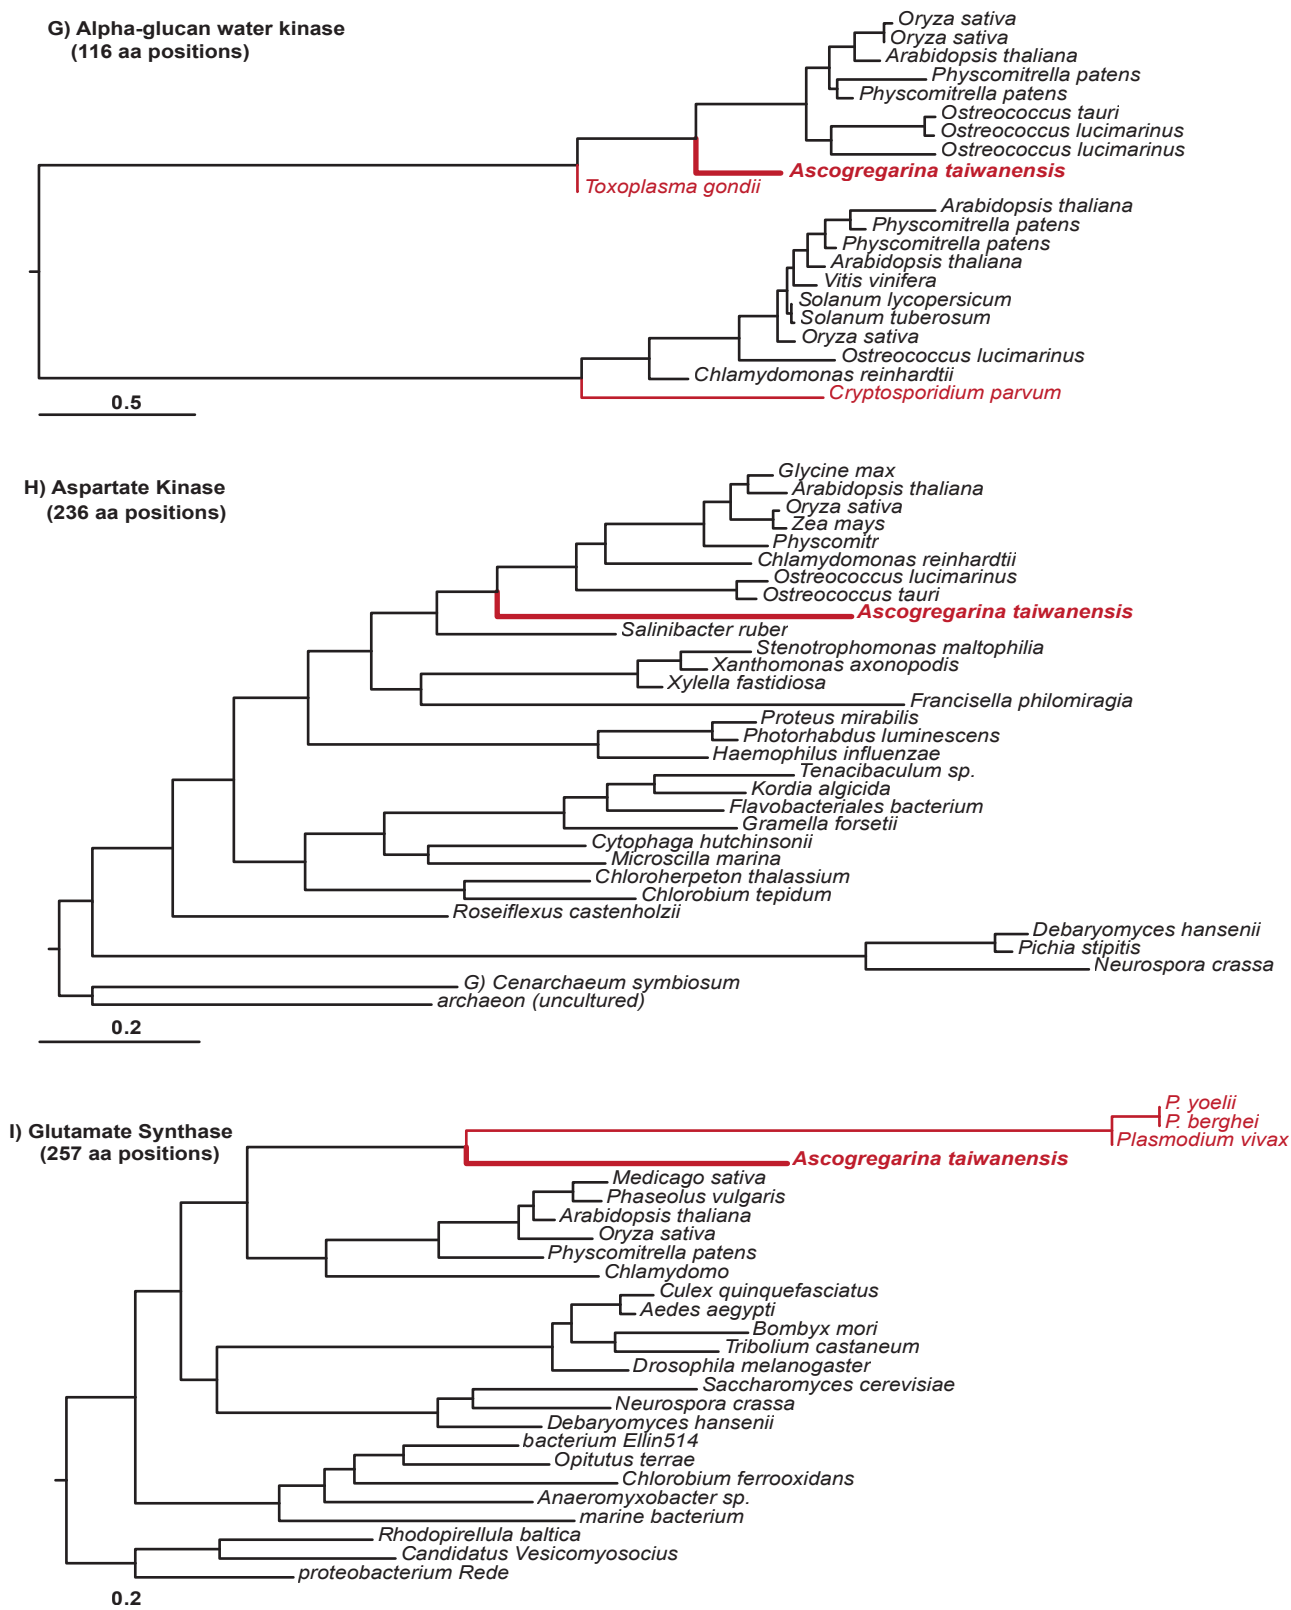 G) Alpha-glucan water kinase
(116 aa positions)
Oryza sativa
Oryza sativa
Arabidopsis thaliana
Physcomitrella patens
Physcomitrella patens
Ostreococcus tauri
Ostreococcus lucimarinus
Ostreococcus lucimarinus
Ascogregarina taiwanensis
Toxoplasma gondii
Arabidopsis thaliana
Physcomitrella patens
Physcomitrella patens
Arabidopsis thaliana
Vitis vinifera
Solanum lycopersicum
Solanum tuberosum
Oryza sativa
Ostreococcus lucimarinus
Chlamydomonas reinhardtii
Cryptosporidium parvum
0.5
H) Aspartate Kinase
(236 aa positions)
Glycine max
Arabidopsis thaliana
Oryza sativa
Zea mays
Physcomitr
Chlamydomonas reinhardtii
Ostreococcus lucimarinus
Ostreococcus tauri
Ascogregarina taiwanensis
Salinibacter ruber
Stenotrophomonas maltophilia
Xanthomonas axonopodis
Xylella fastidiosa
Francisella philomiragia
Proteus mirabilis
Photorhabdus luminescens
Haemophilus influenzae
Tenacibaculum sp.
Kordia algicida
Flavobacteriales bacterium
Gramella forsetii
Cytophaga hutchinsonii
Microscilla marina
Chloroherpeton thalassium
Chlorobium tepidum
Roseiflexus castenholzii
Debaryomyces hansenii
Pichia stipitis
Neurospora crassa
G) Cenarchaeum symbiosum
archaeon (uncultured)
0.2
I) Glutamate Synthase
(257 aa positions)
P. yoelii
P. berghei
Plasmodium vivax
Ascogregarina taiwanensis
Medicago sativa
Phaseolus vulgaris
Arabidopsis thaliana
Oryza sativa
Physcomitrella patens
Chlamydomo
Culex quinquefasciatus
Aedes aegypti
Bombyx mori
Tribolium castaneum
Drosophila melanogaster
Saccharomyces cerevisiae
Neurospora crassa
Debaryomyces hansenii
bacterium Ellin514
Opitutus terrae
Chlorobium ferrooxidans
Anaeromyxobacter sp.
marine bacterium
Rhodopirellula baltica
Candidatus Vesicomyosocius
proteobacterium Rede
0.2